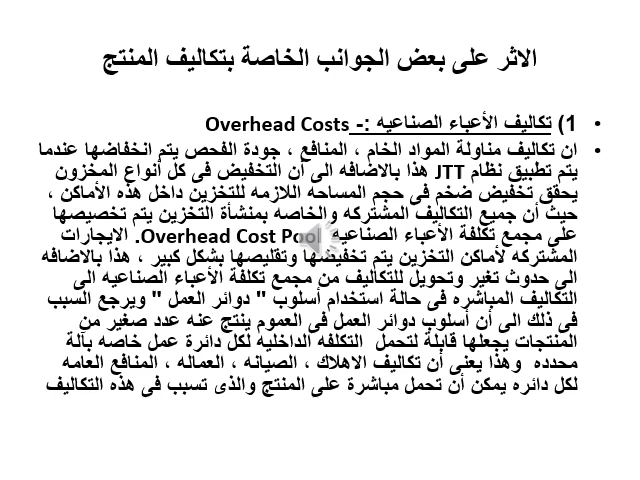 الاثر على بعض الجوانب الخاصة بتكاليف المنتج
• 1) تكاليف الأعباء الصناعيه :- Overhead Costs
• ان تكاليف مناولة المواد الخام ، المنافع ، جودة الفحص يتم انخفاضها عندما
يتم تطبيق نظام JTT هذا بالاضافه الى أن التخفيض فى كل أنواع المخزون
يحقق تخفيض ضخم فى حجم المساحه اللازمه للتخزين داخل هذه الأماكن ،
حيث أن جميع التكاليف المشتركه والخاصه بمنشأة التخزين يتم تخصيصها
على مجمع تكلفة الأعباء الصناعيه Overhead Cost Pool. الايجارات
المشتركه لأماكن التخزين يتم تخفيضها وتقليصها بشكل كبير ، هذا بالاضافه
الى حدوث تغير وتحويل للتكاليف من مجمع تكلفة الأعباء الصناعيه الى
التكاليف المباشره فى حالة استخدام أسلوب " دوائر العمل " ويرجع السبب
فى ذلك الى أن أسلوب دوائر العمل فى العموم ينتج عنه عدد صغير من
المنتجات يجعلها قابلة لتحمل التكلفه الداخليه لكل دائرة عمل خاصه بآلة
محدده وهذا يعنى أن تكاليف الاهلاك ، الصيانه ، العماله ، المنافع العامه
لكل دائره يمكن أن تحمل مباشرة على المنتج والذى تسبب فى هذه التكاليف